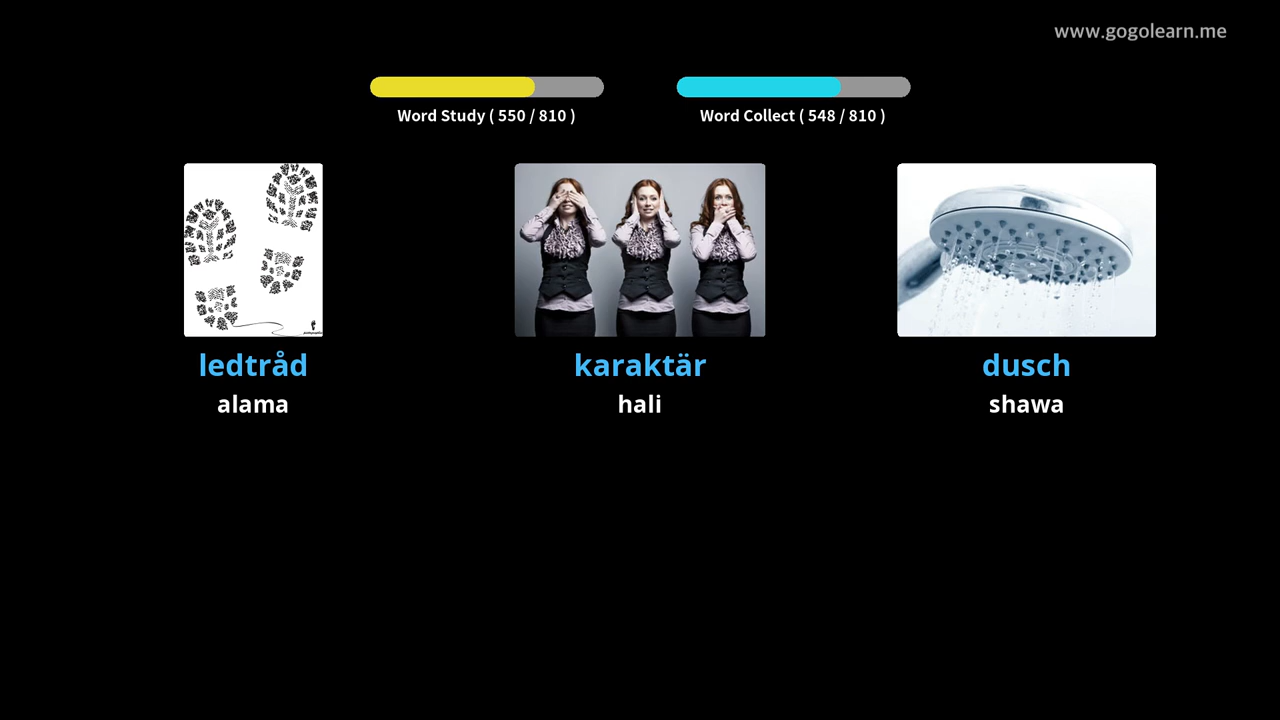 www.gogolearn.me
Word Study ( 550 / 810 )
Word Collect ( 548 / 810 )
ledtråd
karaktär
dusch
alama
hali
shawa